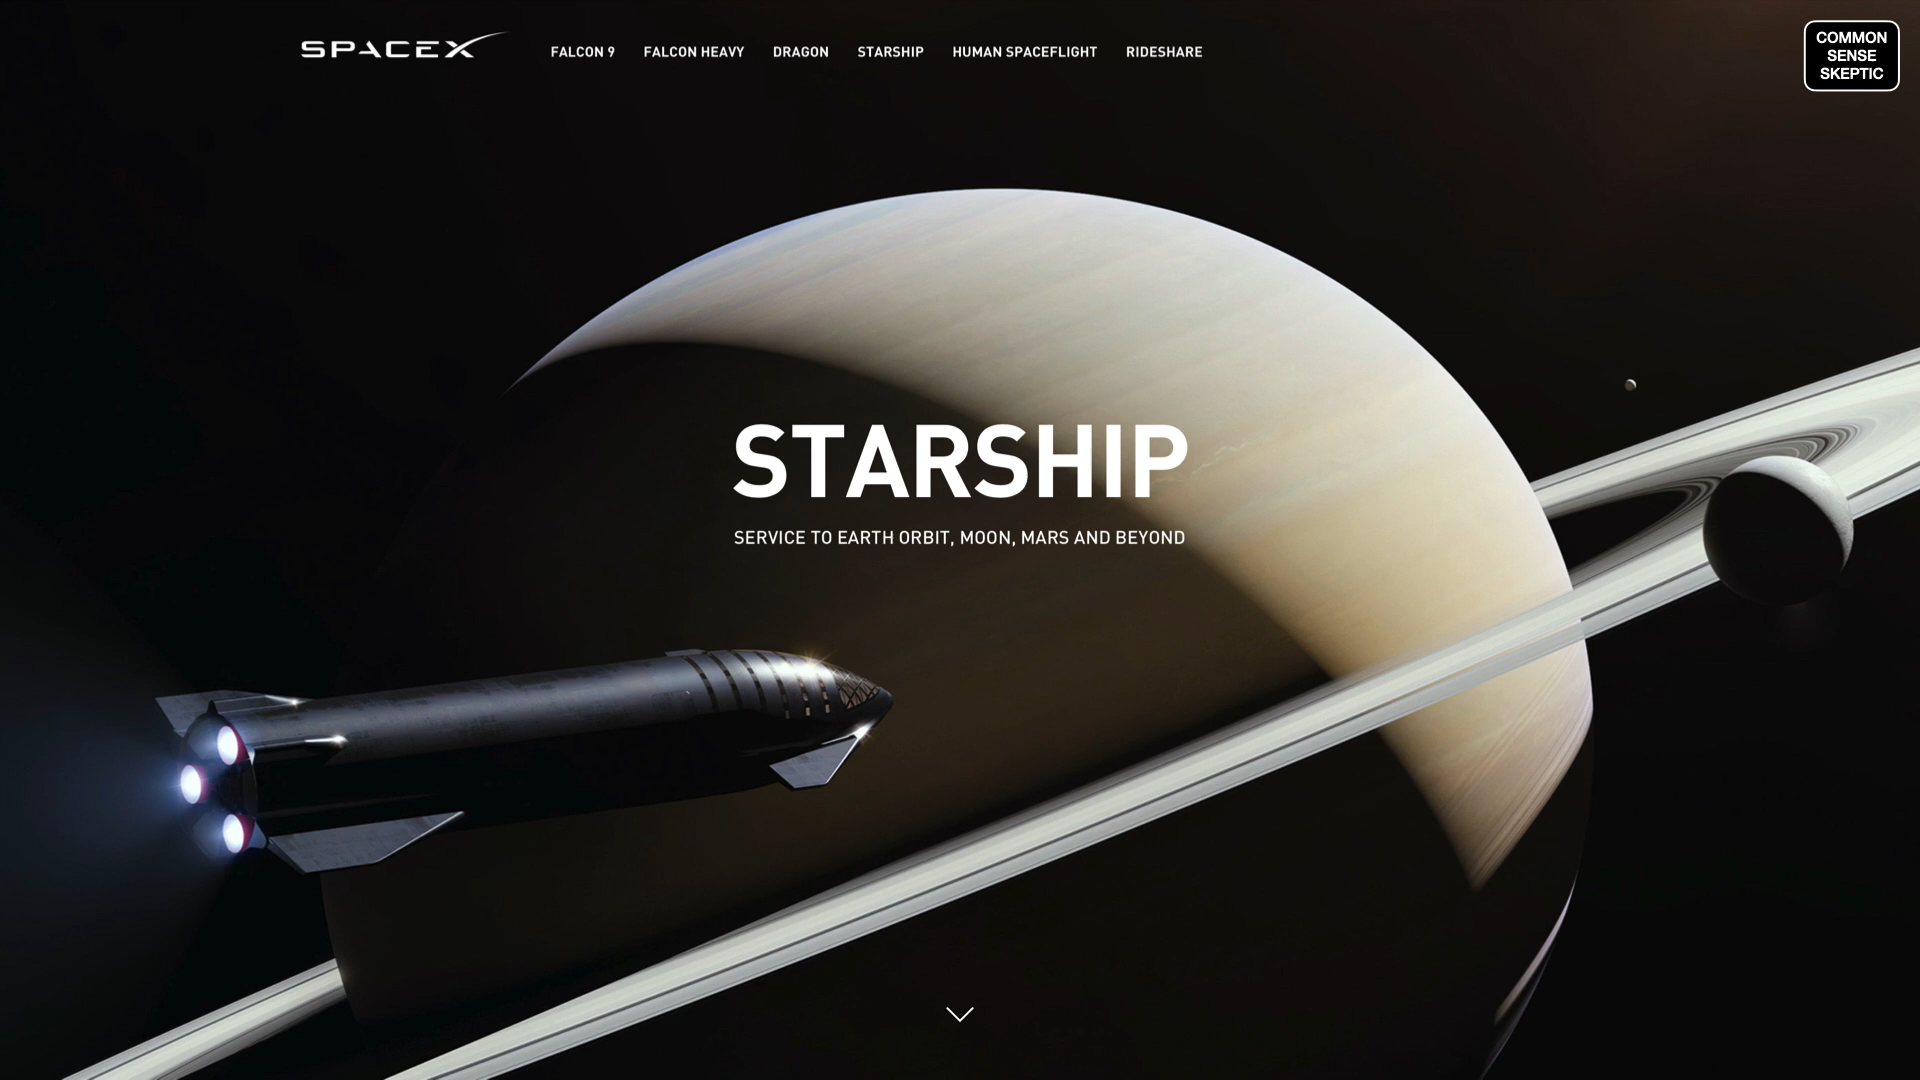 SPACEX
FALCON 9 FALCON HEAVY DRAGON STARSHIP HUMAN SPACEFLIGHT RIDESHARE
COMMON
SENSE
SKEPTIC
STARSHIP
SERVICE TO EARTH ORBIT, MOON, MARS AND BEYOND